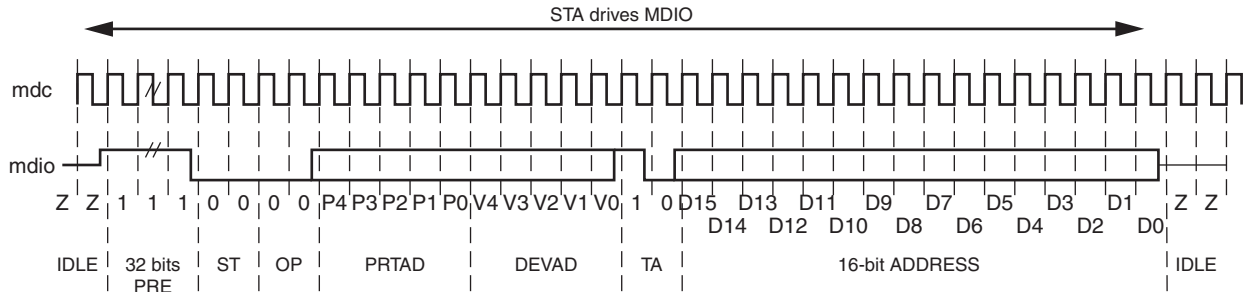 STA drives MDIO
mdc
mdio
Z Z 1 1 1 0 0 0 0 P4 P3 P2 P1 P0 V4 V3 V2 V1 V0 1 0 D15 D13 D11 D9 D7 D5 D3 D1 Z Z
D14 D12 D10 D8 D6 D4 D2 D0
IDLE 32 bits ST OP PRTAD DEVAD TA 16-bit ADDRESS IDLE
PRE